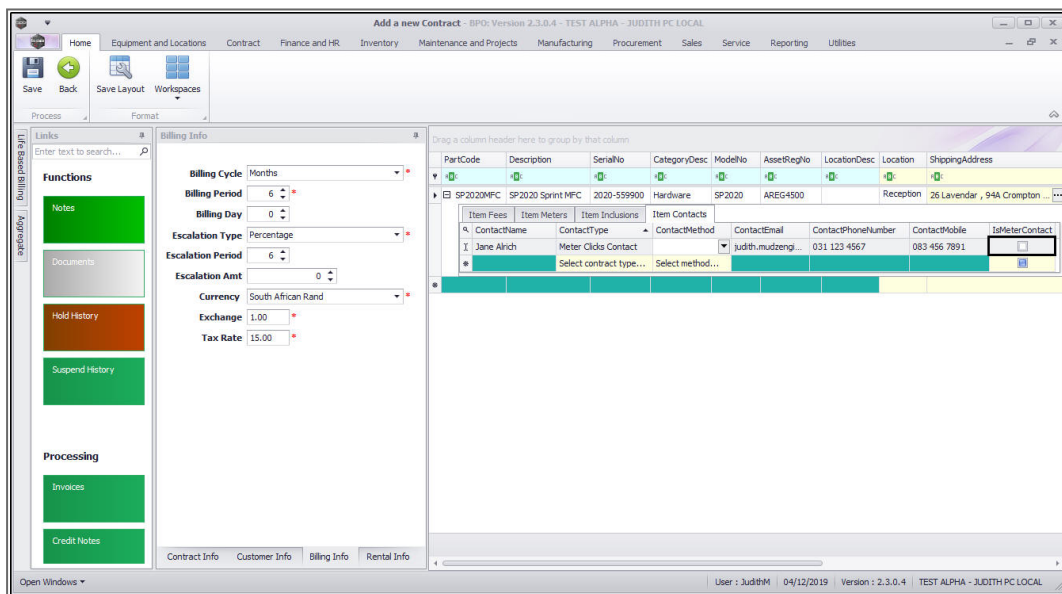 Add a new Contract - BPO: Version 2.3.0.4 - TEST ALPHA - JUDITH PC LOCAL
Home Equipment and Locations Contract Finance and HR Inventory Maintenance and Projects Manufacturing Procurement Sales Service Reporting Utilities
Save Back Save Layout Workspaces
Process Format
Life Based Billing
Aggregate
Links
Enter text to search...
Functions
Notes
Documents
Hold History
Suspend History
Processing
Invoices
Credit Notes
Billing Info
Billing Cycle Months *
Billing Period 6 *
Billing Day 0
Escalation Type Percentage *
Escalation Period 6
Escalation Amt 0
Currency South African Rand *
Exchange 1.00 *
Tax Rate 15.00 *
Contract Info Customer Info Billing Info Rental Info
Drag a column header here to group by that column
PartCode Description SerialNo CategoryDesc ModelNo AssetRegNo LocationDesc Location ShippingAddress
SP2020MFC SP2020 Sprint MFC 2020-559900 Hardware SP2020 AREG4500 Reception 26 Lavendar , 94A Crompton ...
Item Fees Item Meters Item Inclusions Item Contacts
ContactName ContactType ContactMethod ContactEmail ContactPhoneNumber ContactMobile IsMeterContact
Jane Alrich Meter Clicks Contact judith.mudzengi... 031 123 4567 083 456 7891
Select contract type... Select method...
Open Windows User : JudithM 04/12/2019 Version : 2.3.0.4 TEST ALPHA - JUDITH PC LOCAL